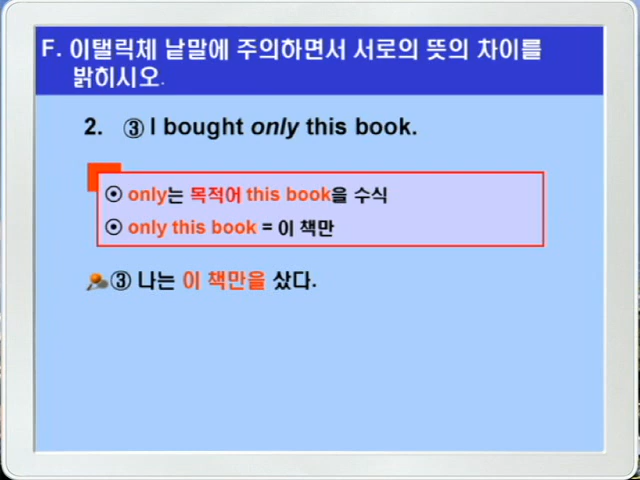 F. 이탤릭체 낱말에 주의하면서 서로의 뜻의 차이를
밝히시오.
2. ③ I bought only this book.
⊙ only는 목적어 this book을 수식
⊙ only this book = 이 책만
③ 나는 이 책만을 샀다.